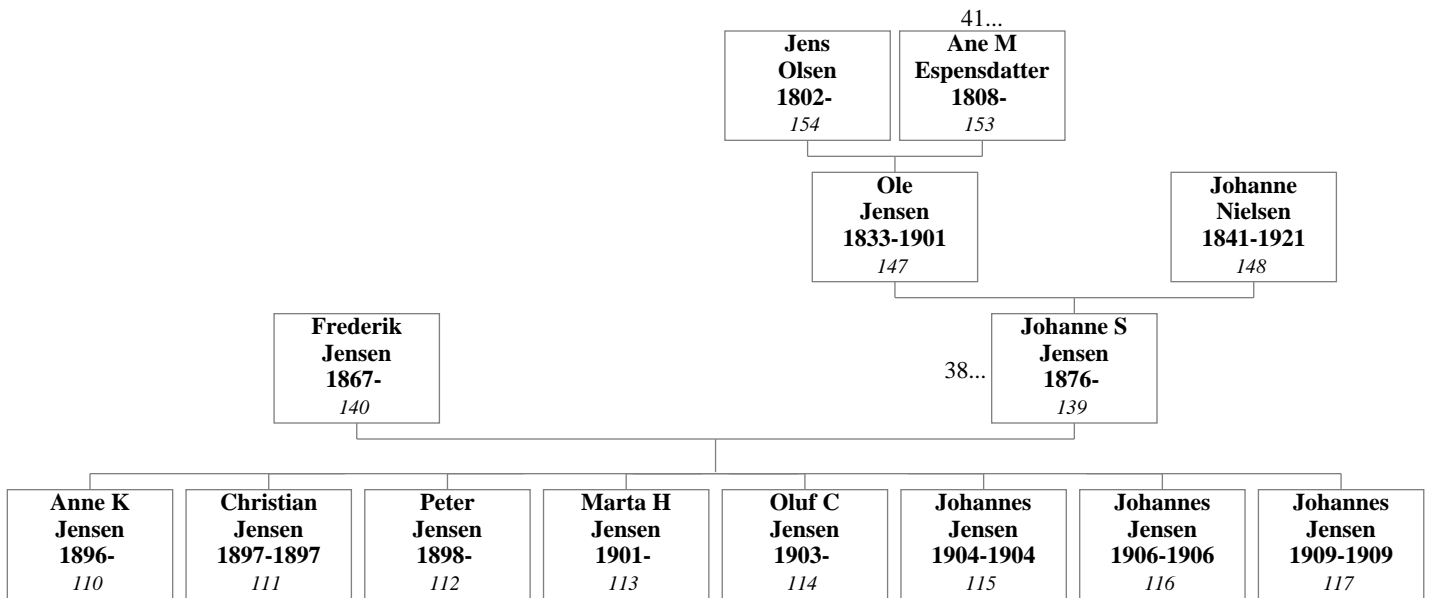 41...
Jens
Olsen
1802-
154
Ane M
Espensdatter
1808-
153
Ole
Jensen
1833-1901
147
Johanne
Nielsen
1841-1921
148
Frederik
Jensen
1867-
140
38...
Johanne S
Jensen
1876-
139
Anne K
Jensen
1896-
110
Christian
Jensen
1897-1897
111
Peter
Jensen
1898-
112
Marta H
Jensen
1901-
113
Oluf C
Jensen
1903-
114
Johannes
Jensen
1904-1904
115
Johannes
Jensen
1906-1906
116
Johannes
Jensen
1909-1909
117